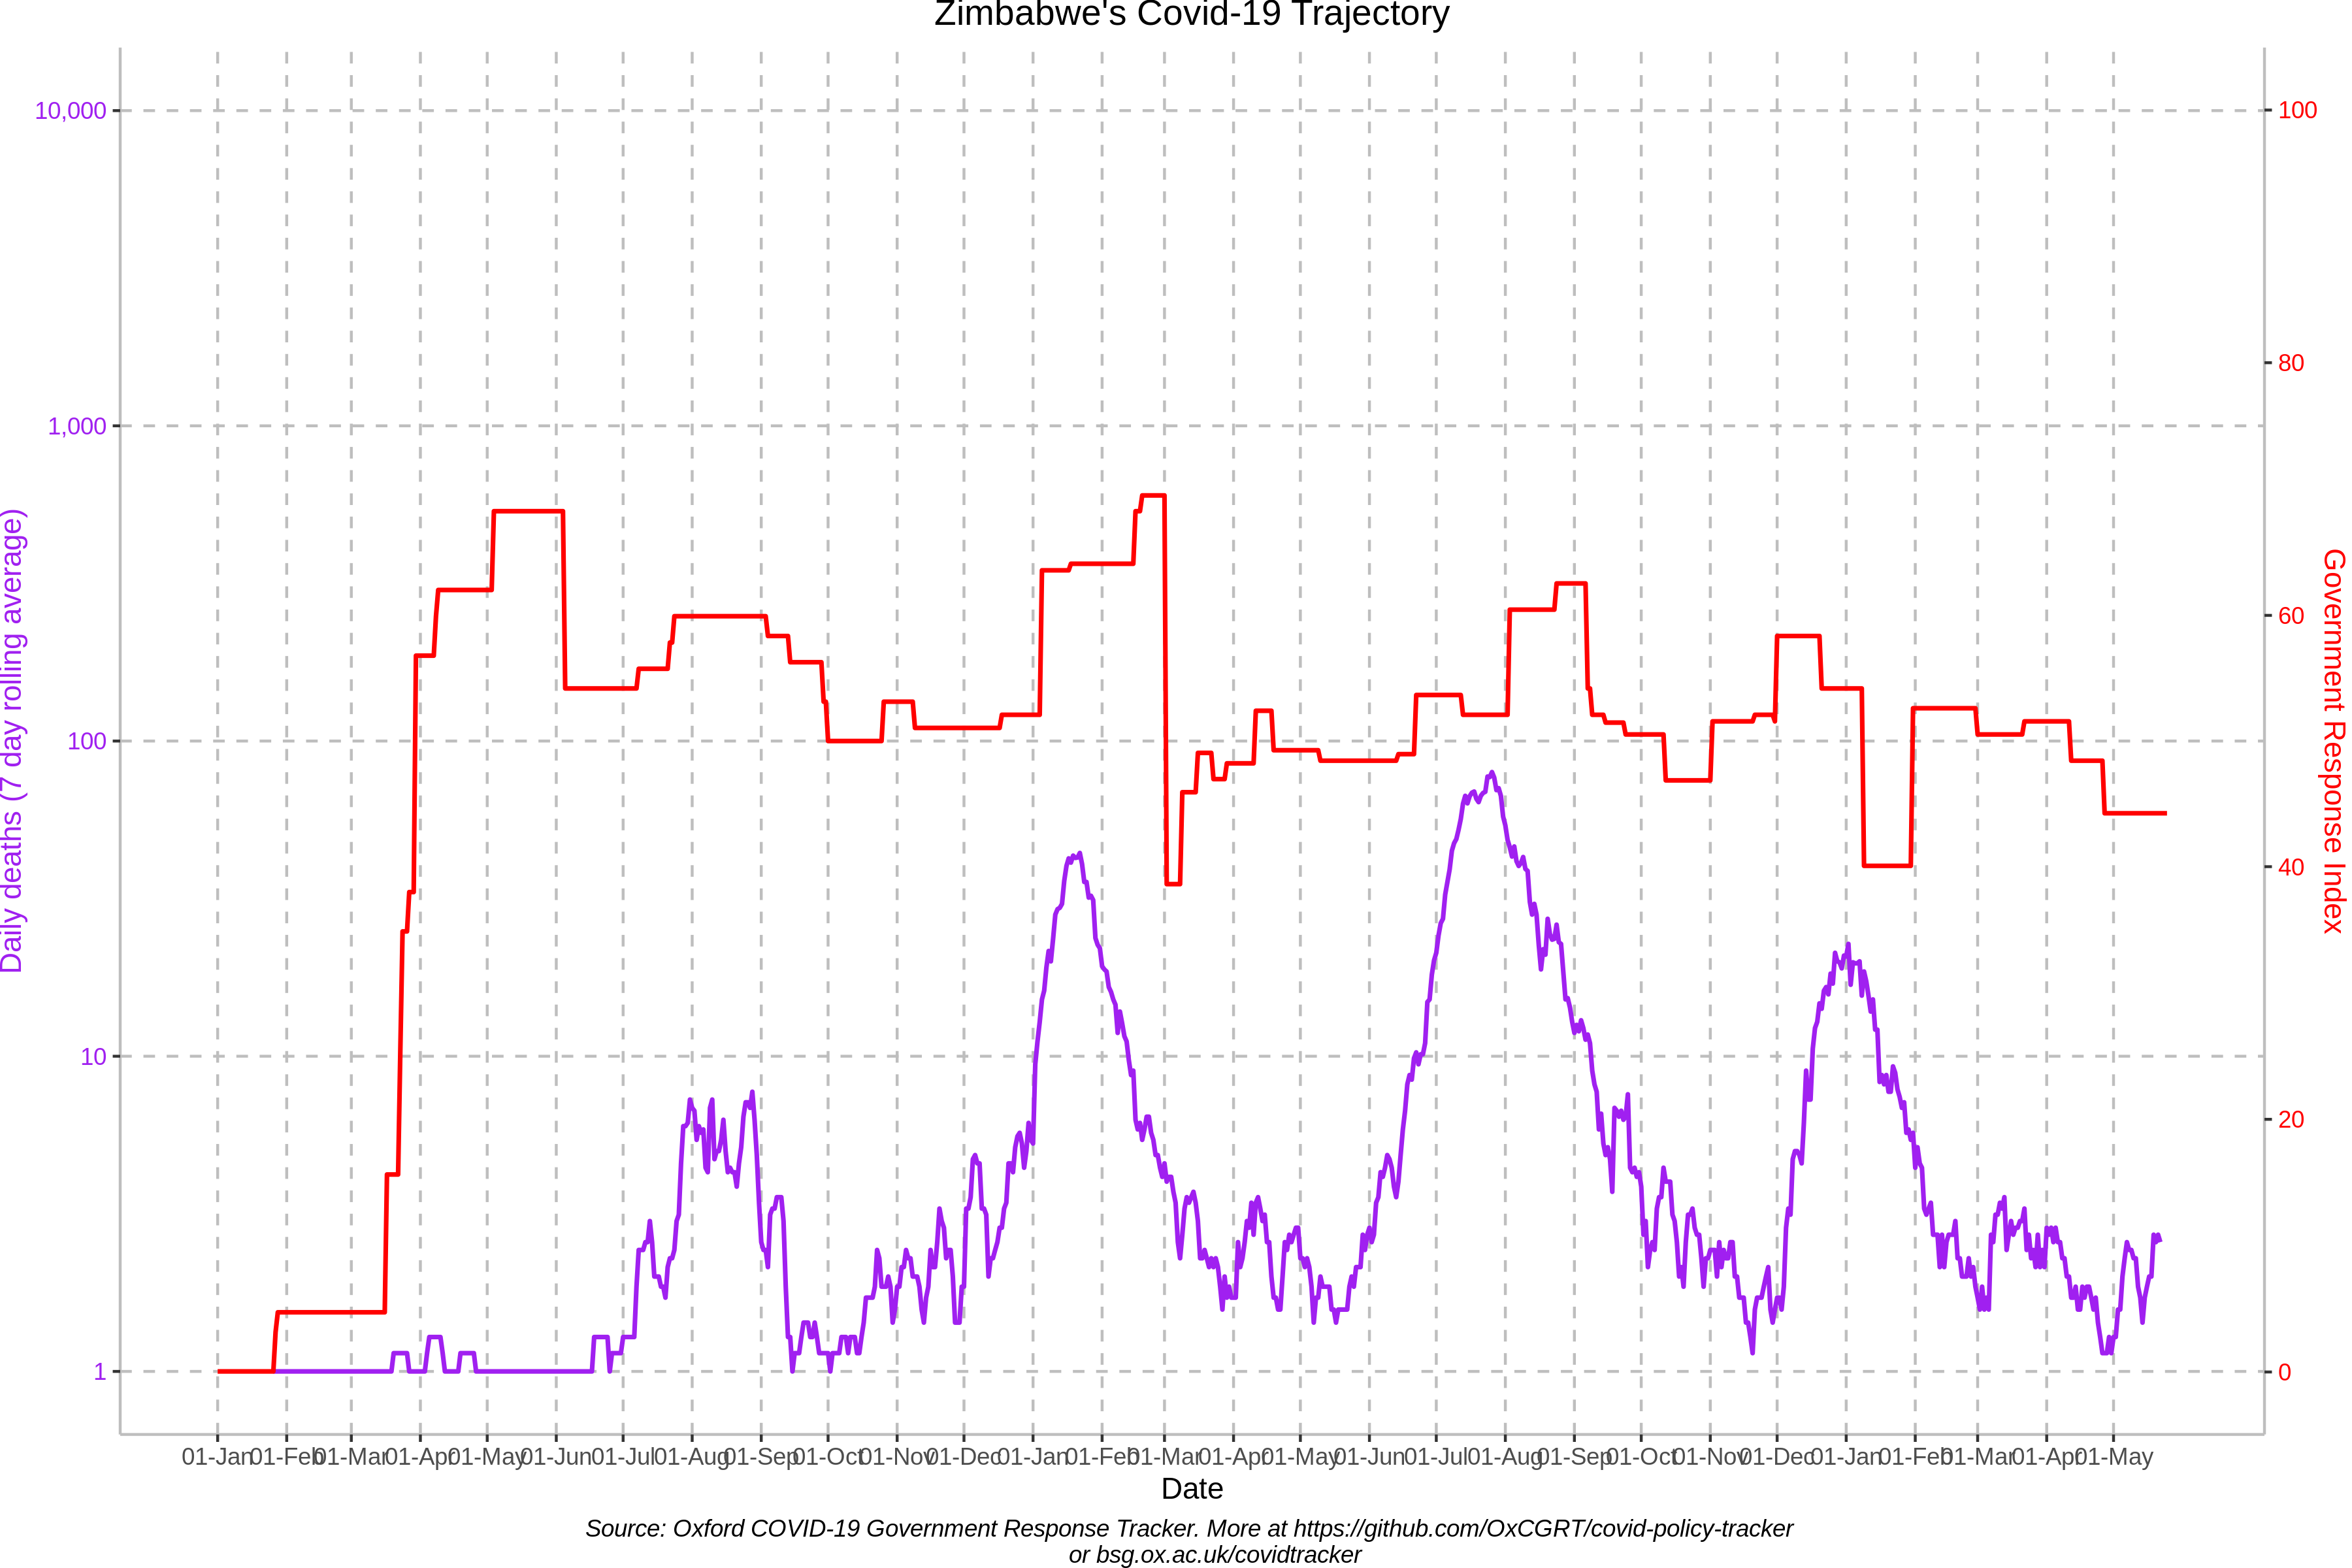 Zimbabwe's Covid-19 Trajectory
10,000
1,000
100
10
1
Daily deaths (7 day rolling average)
100
80
60
40
20
0
Government Response Index
01-Jan 01-Feb 01-Mar 01-Apr 01-May 01-Jun 01-Jul 01-Aug 01-Sep 01-Oct 01-Nov 01-Dec 01-Jan 01-Feb 01-Mar 01-Apr 01-May 01-Jun 01-Jul 01-Aug 01-Sep 01-Oct 01-Nov 01-Dec 01-Jan 01-Feb 01-Mar 01-Apr 01-May
Date
Source: Oxford COVID-19 Government Response Tracker. More at https://github.com/OxCGRT/covid-policy-tracker
or bsg.ox.ac.uk/covidtracker